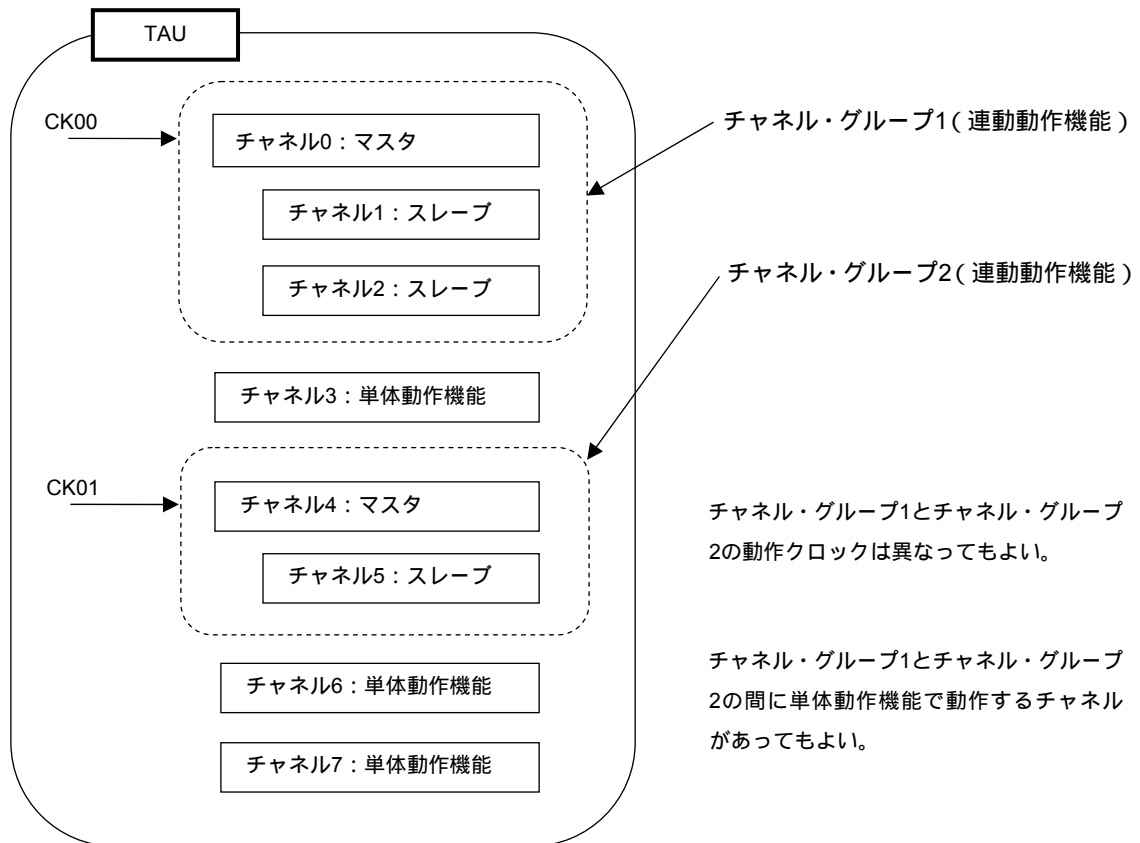 TAU
CK00
チャネル0：マスタ
チャネル1：スレーブ
チャネル2：スレーブ
チャネル・グループ1（連動動作機能）
チャネル・グループ2（連動動作機能）
チャネル3：単体動作機能
CK01
チャネル4：マスタ
チャネル5：スレーブ
チャネル・グループ1とチャネル・グループ
2の動作クロックは異なってもよい。
チャネル6：単体動作機能
チャネル7：単体動作機能
チャネル・グループ1とチャネル・グループ
2の間に単体動作機能で動作するチャネル
があってもよい。